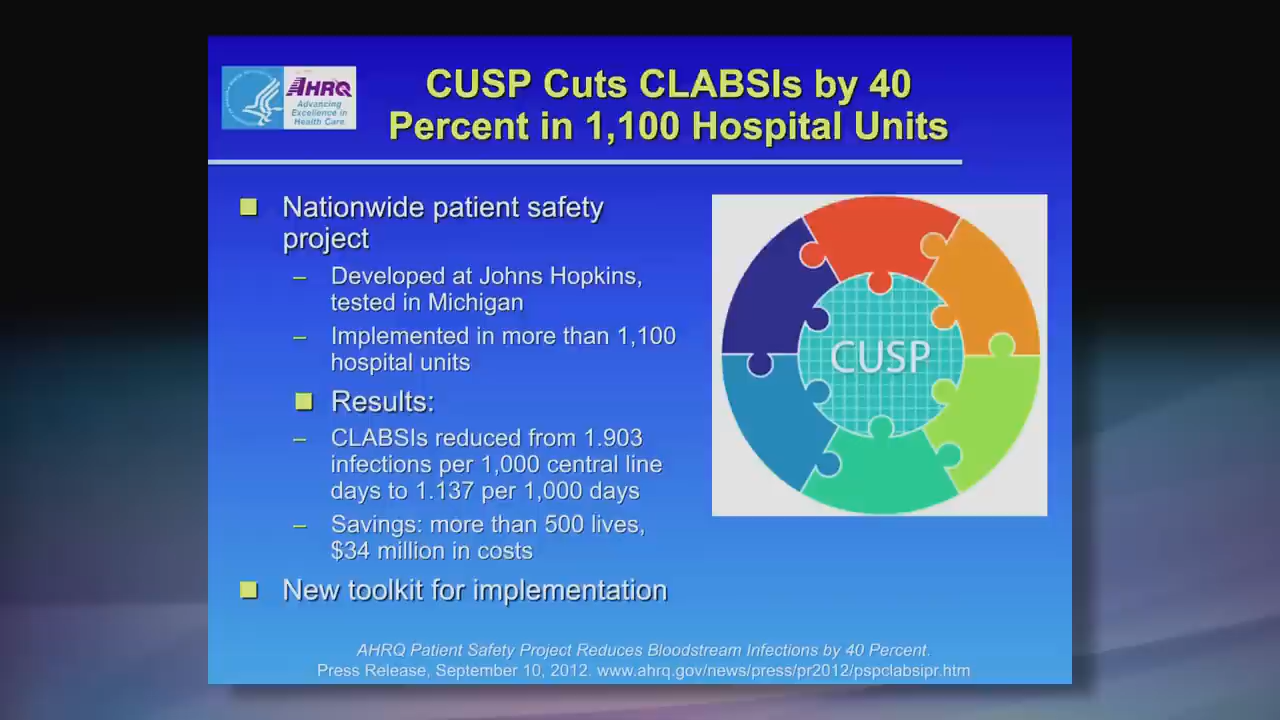 AHRQ
Advancing
Excellence in
Health Care
CUSP Cuts CLABSIs by 40
Percent in 1,100 Hospital Units
Nationwide patient safety
project
– Developed at Johns Hopkins,
tested in Michigan
– Implemented in more than 1,100
hospital units
Results:
– CLABSIs reduced from 1.903
infections per 1,000 central line
days to 1.137 per 1,000 days
– Savings: more than 500 lives,
$34 million in costs
New toolkit for implementation
CUSP
AHRQ Patient Safety Project Reduces Bloodstream Infections by 40 Percent.
Press Release, September 10, 2012. www.ahrq.gov/news/press/pr2012/pspclabsipr.htm